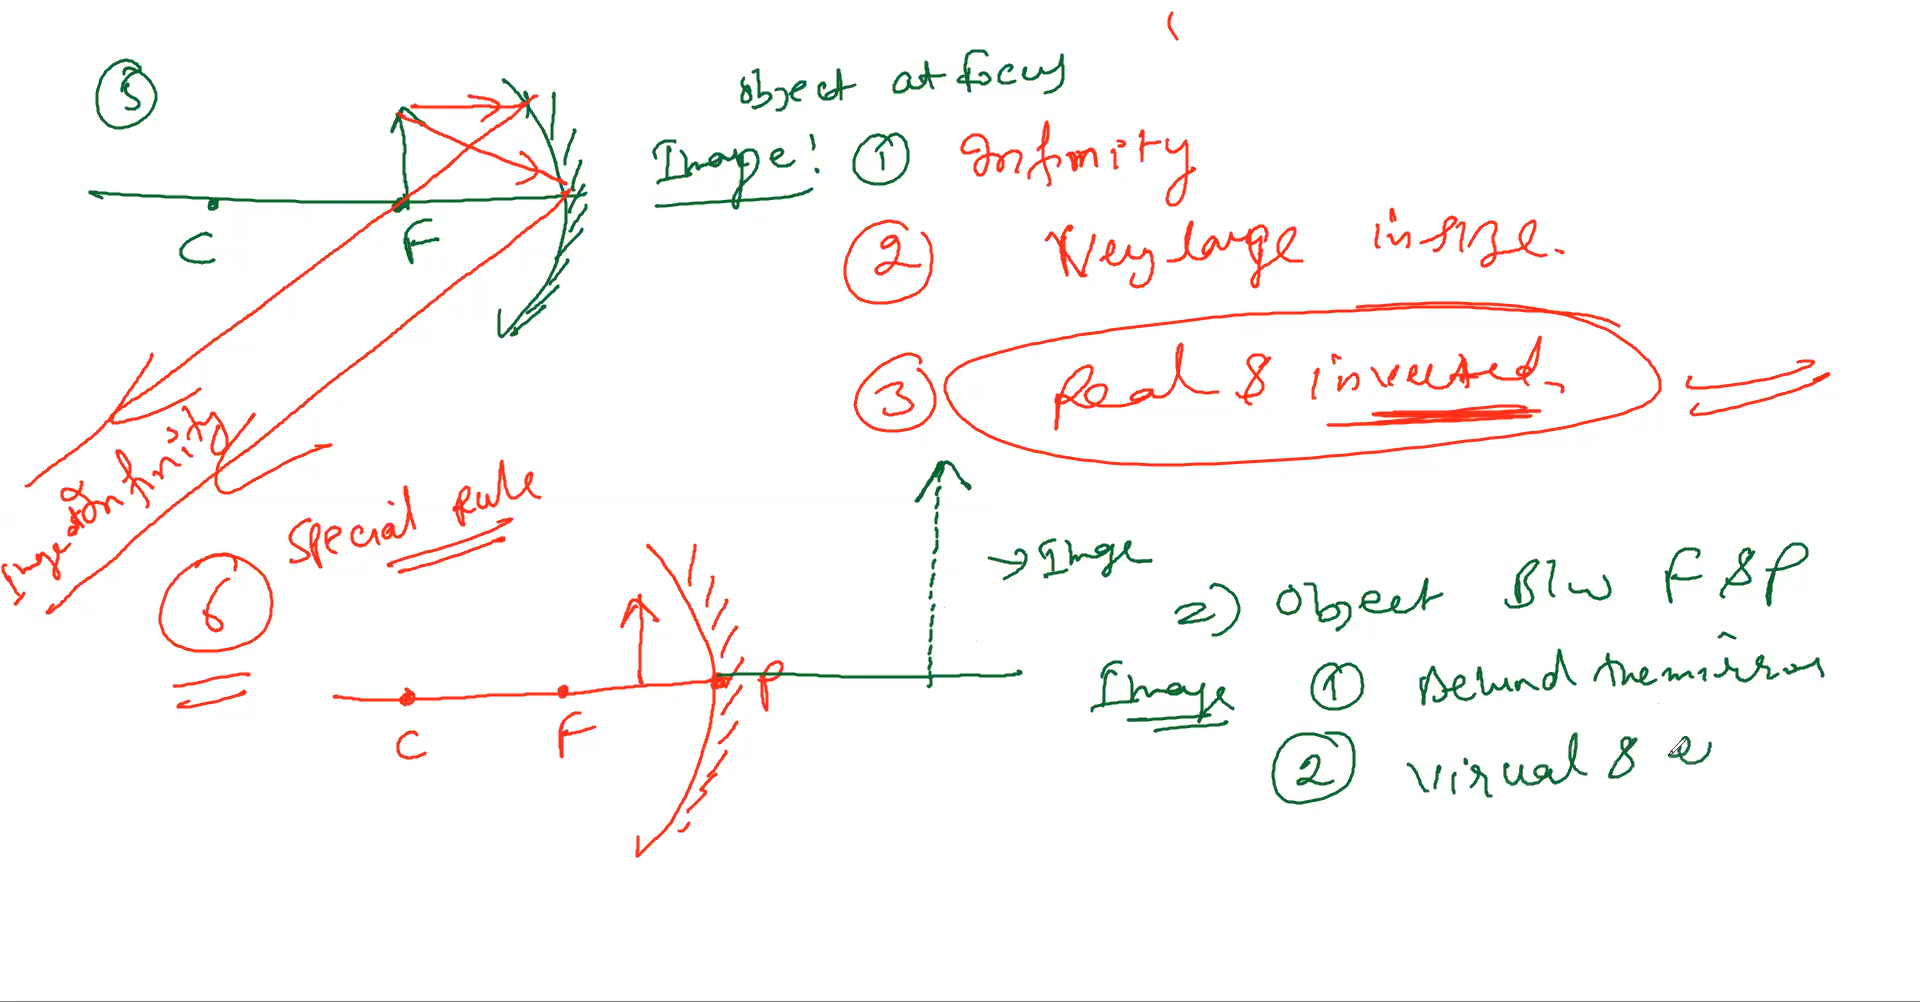 5
Object at focus
Image: ① Infinity
C F
② Very large in size.
③ Real & inverted.
Image at Infinity
Special Rule
6
→ Image
2) Object B/w F & P
Image ① Behind the mirror
P
C F
② Virual & e